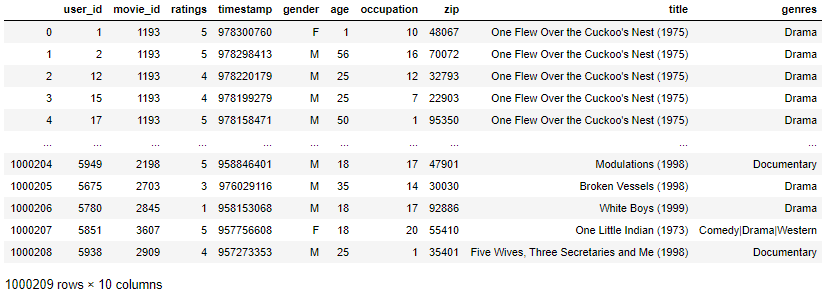 user_id movie_id ratings timestamp gender age occupation zip title genres
0 1 1193 5 978300760 F 1 10 48067 One Flew Over the Cuckoo's Nest (1975) Drama
1 2 1193 5 978298413 M 56 16 70072 One Flew Over the Cuckoo's Nest (1975) Drama
2 12 1193 4 978220179 M 25 12 32793 One Flew Over the Cuckoo's Nest (1975) Drama
3 15 1193 4 978199279 M 25 7 22903 One Flew Over the Cuckoo's Nest (1975) Drama
4 17 1193 5 978158471 M 50 1 95350 One Flew Over the Cuckoo's Nest (1975) Drama
... ... ... ... ... ... ... ... ... ... ...
1000204 5949 2198 5 958846401 M 18 17 47901 Modulations (1998) Documentary
1000205 5675 2703 3 976029116 M 35 14 30030 Broken Vessels (1998) Drama
1000206 5780 2845 1 958153068 M 18 17 92886 White Boys (1999) Drama
1000207 5851 3607 5 957756608 F 18 20 55410 One Little Indian (1973) Comedy|Drama|Western
1000208 5938 2909 4 957273353 M 25 1 35401 Five Wives, Three Secretaries and Me (1998) Documentary
1000209 rows × 10 columns